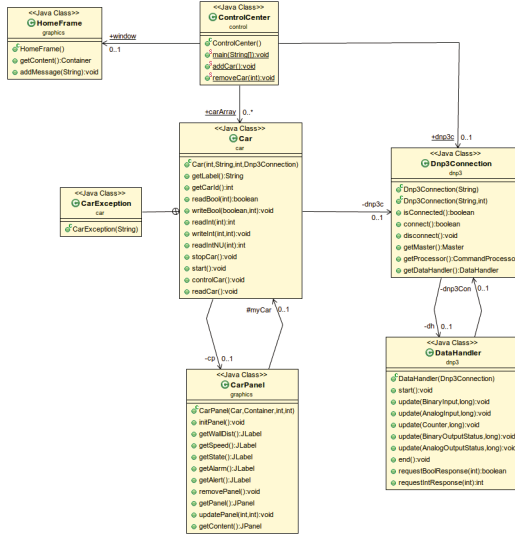 <<Java Class>>
HomeFrame
graphics
HomeFrame()
getContent():Container
addMessage(String):void
+window
0..1
<<Java Class>>
ControlCenter
control
ControlCenter()
main(String[]):void
addCar():void
removeCar(int):void
+carArray 0..*
+dnp3c 0..1
<<Java Class>>
Car
car
Car(int,String,int,Dnp3Connection)
getLabel():String
getCarId():int
readBool(int):boolean
writeBool(boolean,int):void
readInt(int):int
writeInt(int,int):void
readIntNU(int):int
stopCar():void
start():void
controlCar():void
readCar():void
<<Java Class>>
CarException
car
CarException(String)
-dnp3c
0..1
<<Java Class>>
Dnp3Connection
dnp3
Dnp3Connection(String)
Dnp3Connection(String,int)
isConnected():boolean
connect():boolean
disconnect():void
getMaster():Master
getProcessor():CommandProcessor
getDataHandler():DataHandler
-dnp3Con 0..1
-dh 0..1
#myCar 0..1
-cp 0..1
<<Java Class>>
CarPanel
graphics
CarPanel(Car,Container,int,int)
initPanel():void
getWallDist():JLabel
getSpeed():JLabel
getState():JLabel
getAlarm():JLabel
getAlert():JLabel
removePanel():void
getPanel():JPanel
updatePanel(int,int):void
getContent():JPanel
<<Java Class>>
DataHandler
dnp3
DataHandler(Dnp3Connection)
start():void
update(BinaryInput,long):void
update(AnalogInput,long):void
update(Counter,long):void
update(BinaryOutputStatus,long):void
update(AnalogOutputStatus,long):void
end():void
requestBoolResponse(int):boolean
requestIntResponse(int):int